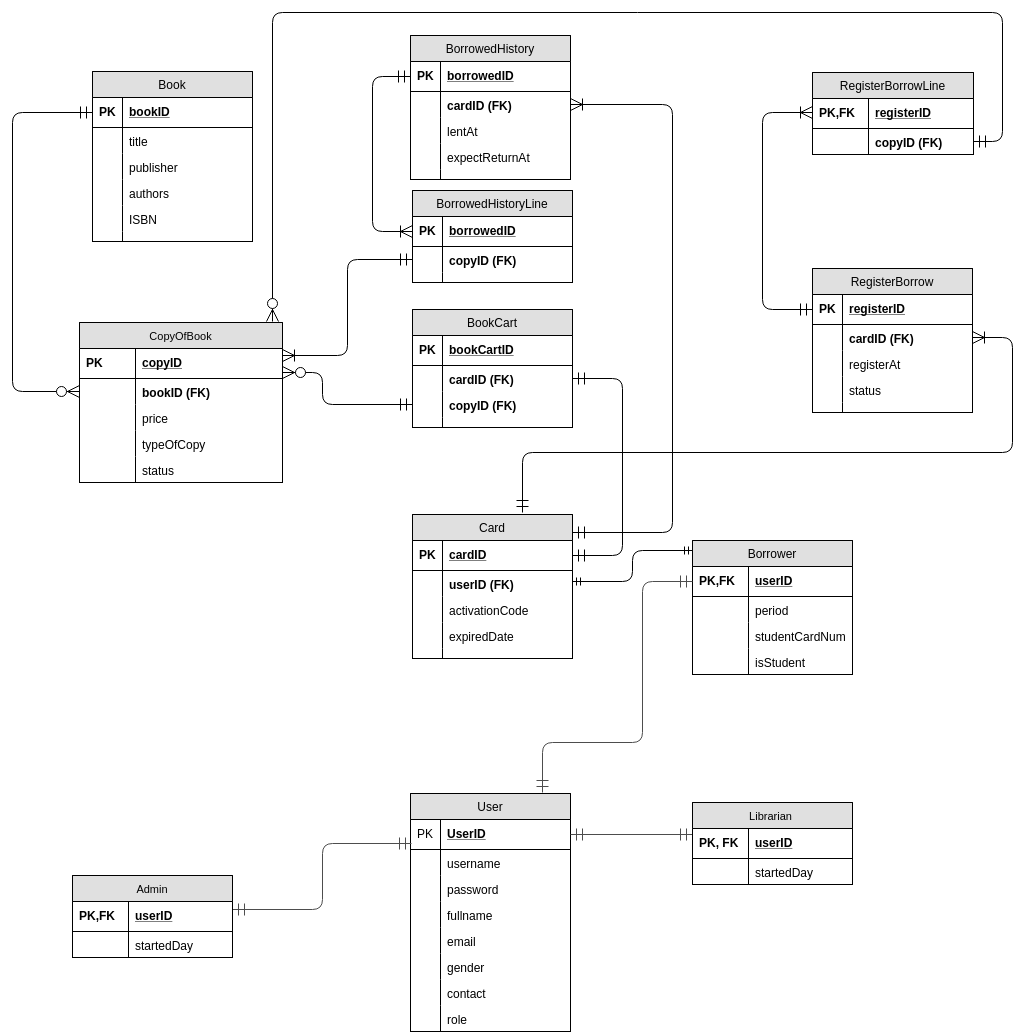 Book
PK bookID
title
publisher
authors
ISBN
BorrowedHistory
PK borrowedID
cardID (FK)
lentAt
expectReturnAt
RegisterBorrowLine
PK,FK registerID
copyID (FK)
BorrowedHistoryLine
PK borrowedID
copyID (FK)
RegisterBorrow
PK registerID
cardID (FK)
registerAt
status
CopyOfBook
PK copyID
bookID (FK)
price
typeOfCopy
status
BookCart
PK bookCartID
cardID (FK)
copyID (FK)
Card
PK cardID
userID (FK)
activationCode
expiredDate
Borrower
PK,FK userID
period
studentCardNum
isStudent
User
PK UserID
username
password
fullname
email
gender
contact
role
Librarian
PK, FK userID
startedDay
Admin
PK,FK userID
startedDay